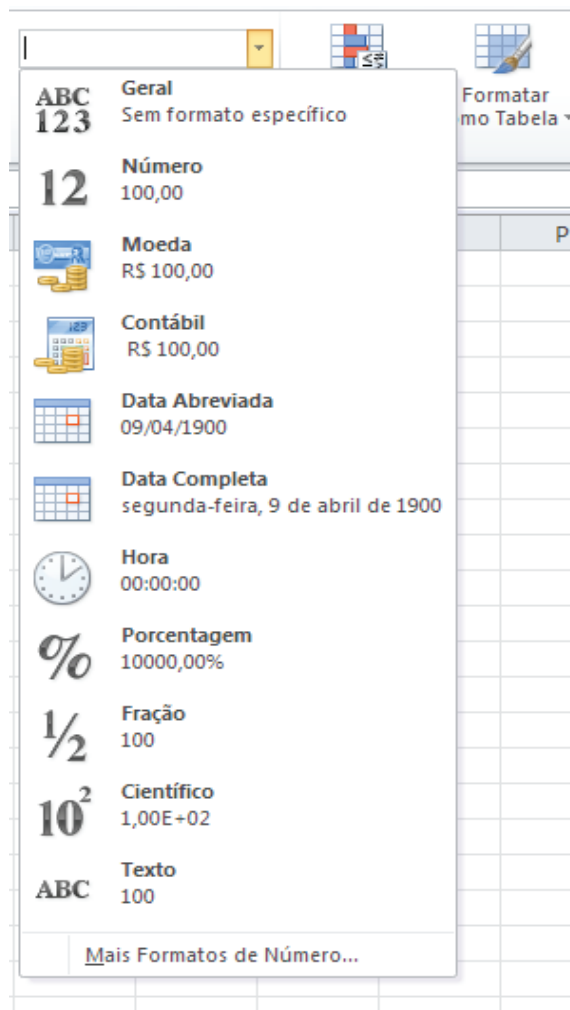 Formatar
mo Tabela
P
ABC
123
Geral
Sem formato específico
12
Número
100,00
Moeda
R$ 100,00
123
Contábil
R$ 100,00
Data Abreviada
09/04/1900
Data Completa
segunda-feira, 9 de abril de 1900
Hora
00:00:00
%
Porcentagem
10000,00%
1/2
Fração
100
10²
Científico
1,00E+02
ABC
Texto
100
Mais Formatos de Número...